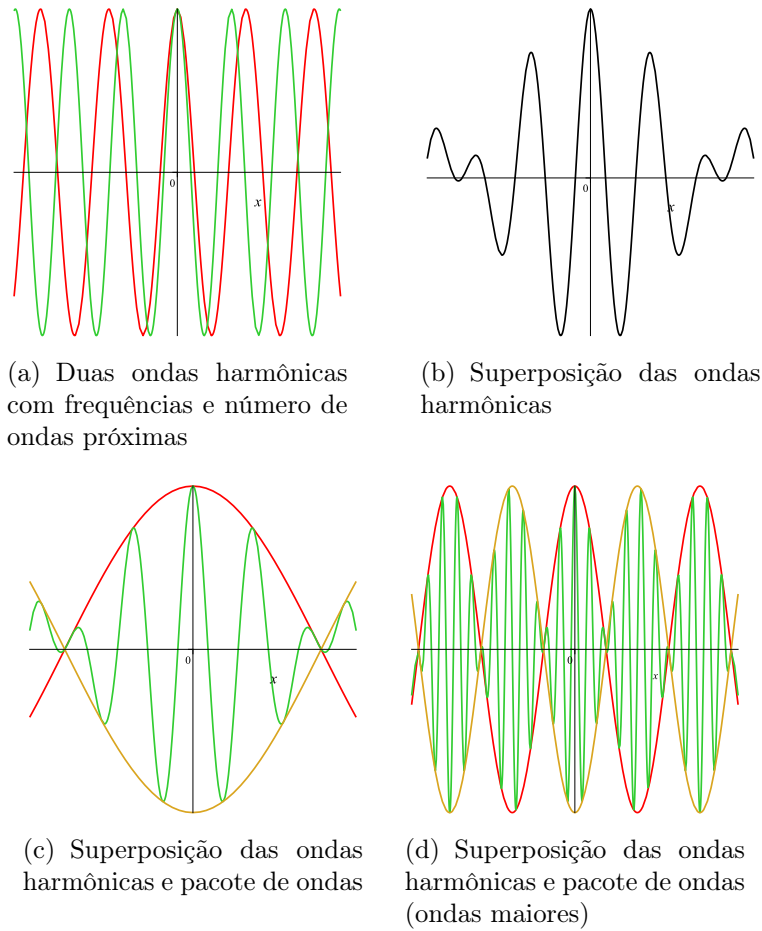 0
x
0
x
(a) Duas ondas harmônicas
com frequências e número de
ondas próximas
(b) Superposição das ondas
harmônicas
0
x
0
x
(c) Superposição das ondas
harmônicas e pacote de ondas
(d) Superposição das ondas
harmônicas e pacote de ondas
(ondas maiores)